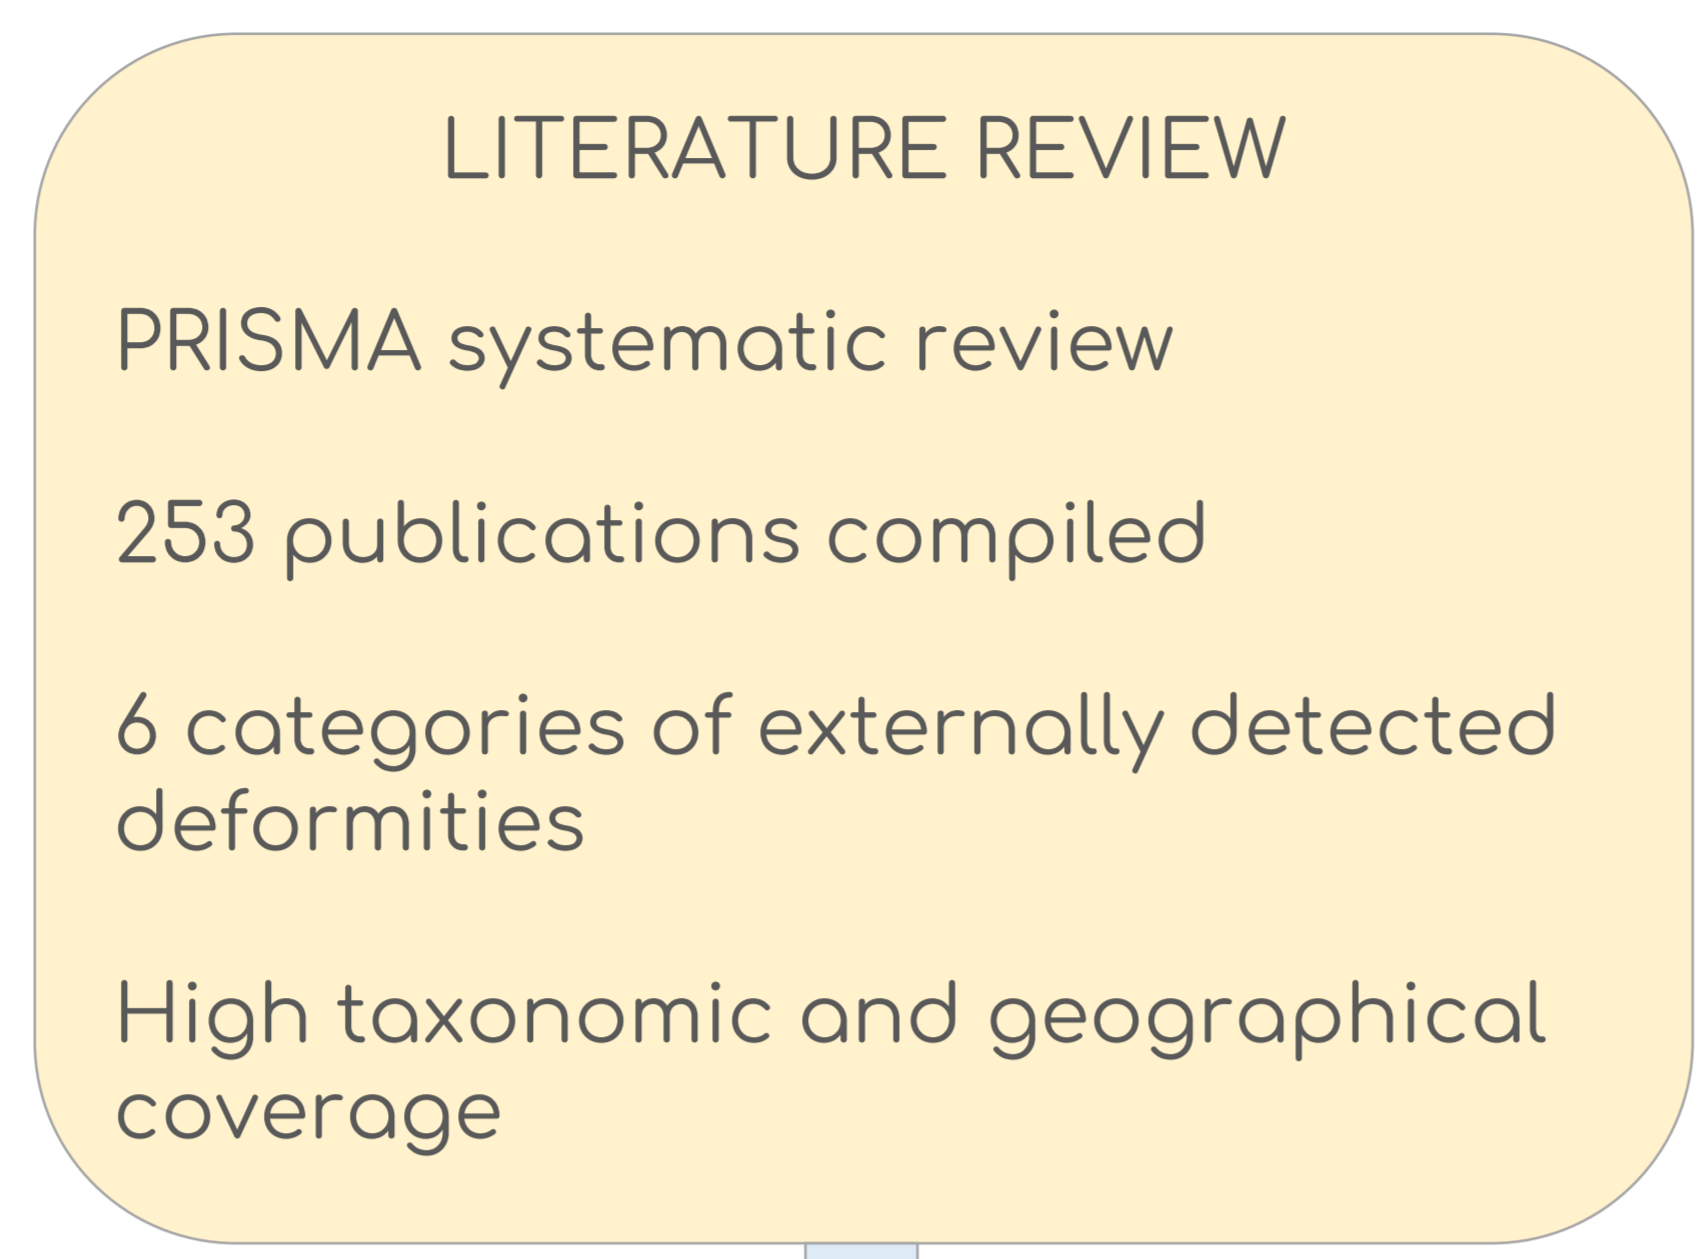 LITERATURE REVIEW
PRISMA systematic review
253 publications compiled
6 categories of externally detected
deformities
High taxonomic and geographical
coverage